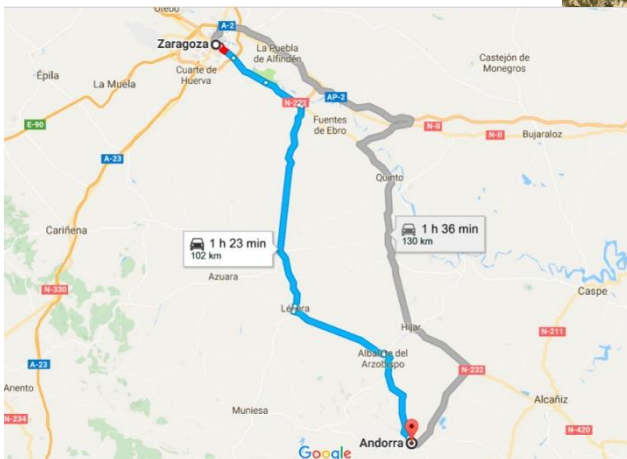 Utebo
A-2
Zaragoza
La Puebla
de Alfindén
Castejón de
Monegros
Épila
La Muela
Cuarte de
Huerva
N-232
AP-2
E-90
Fuentes
de Ebro
N-II
N-II
Bujaraloz
A-23
Quinto
Cariñena
1 h 23 min
102 km
1 h 36 min
130 km
Azuara
N-330
Caspe
Lécera
Híjar
N-211
A-23
Albalate del
Arzobispo
N-232
Anento
Alcañiz
Muniesa
N-234
N-420
Andorra
Google